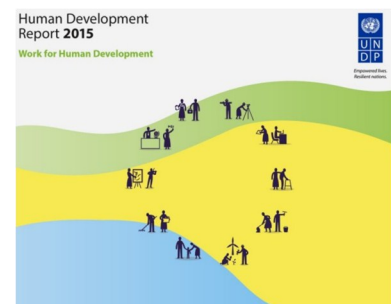 Human Development
Report 2015
Work for Human Development
U N
D P
Empowered lives.
Resilient nations.